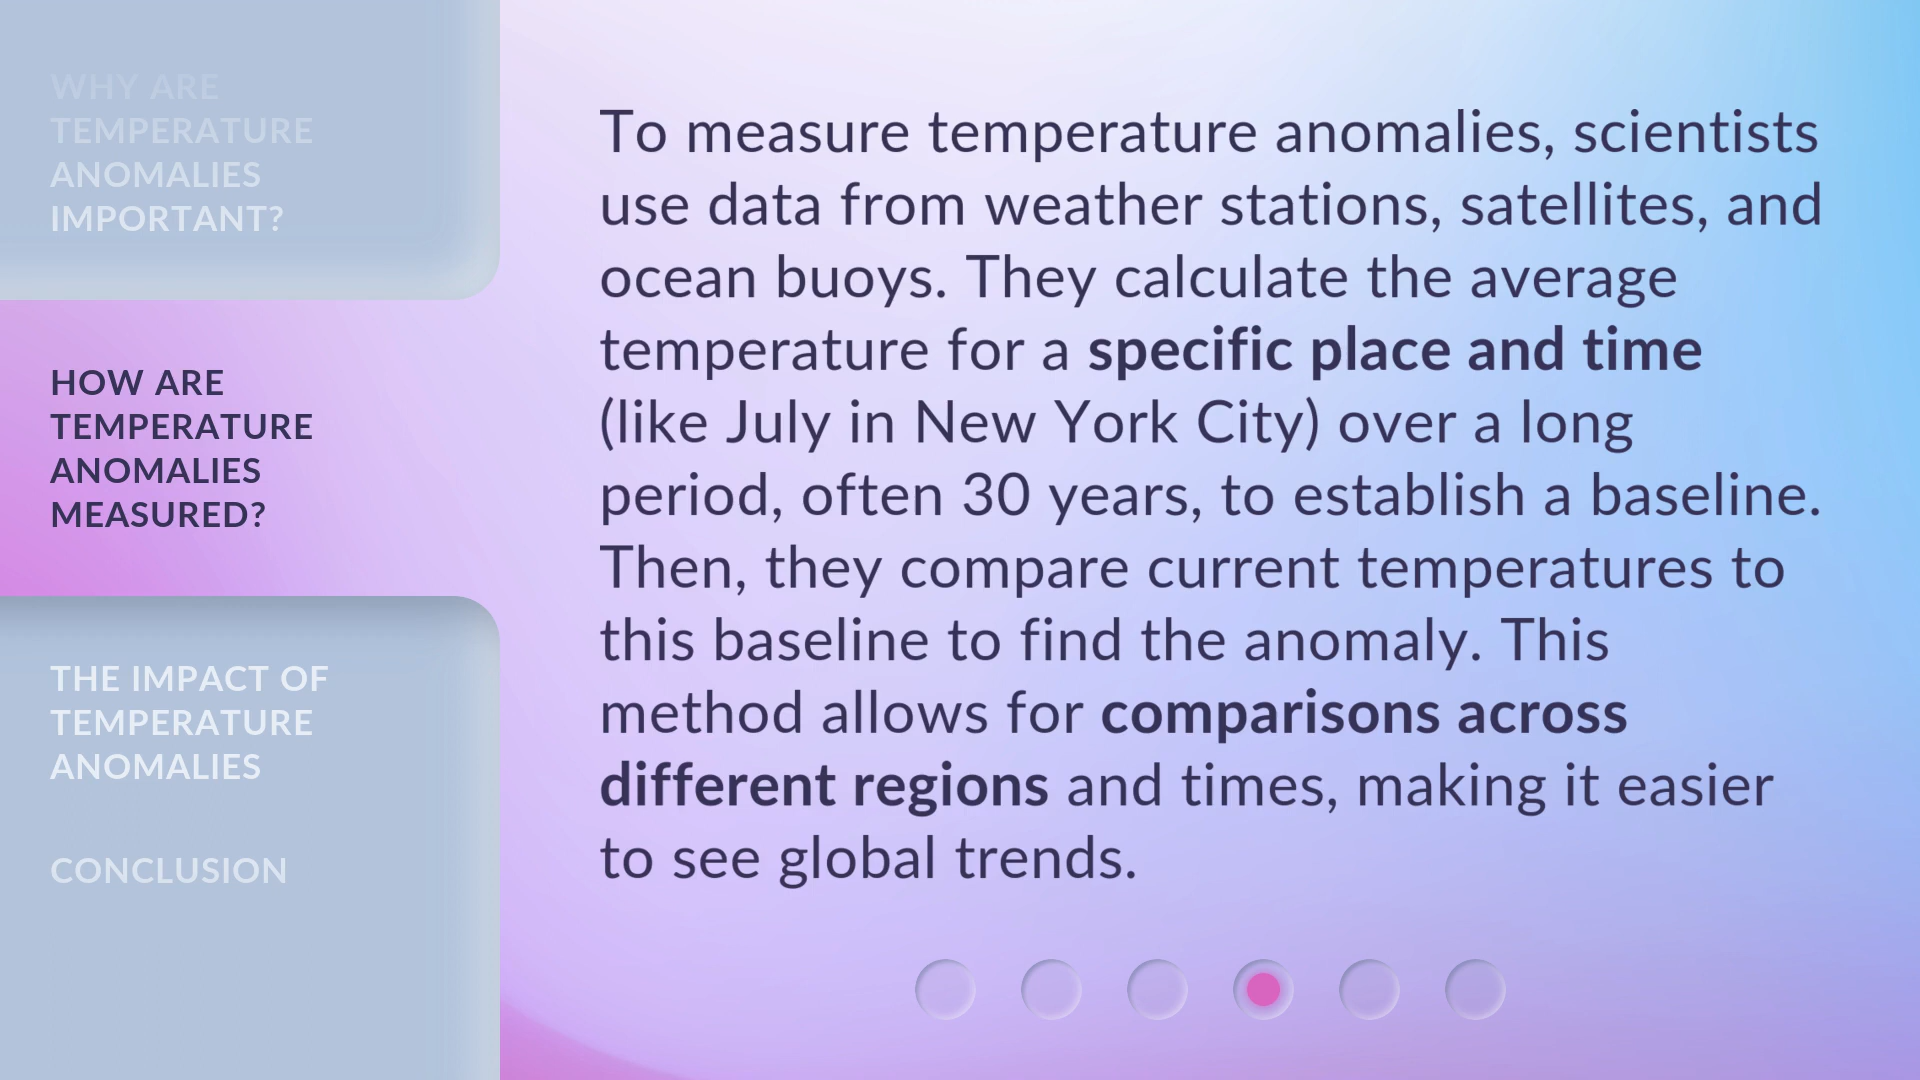 WHY ARE
TEMPERATURE
ANOMALIES
IMPORTANT?
HOW ARE
TEMPERATURE
ANOMALIES
MEASURED?
THE IMPACT OF
TEMPERATURE
ANOMALIES
CONCLUSION
To measure temperature anomalies, scientists
use data from weather stations, satellites, and
ocean buoys. They calculate the average
temperature for a specific place and time
(like July in New York City) over a long
period, often 30 years, to establish a baseline.
Then, they compare current temperatures to
this baseline to find the anomaly. This
method allows for comparisons across
different regions and times, making it easier
to see global trends.